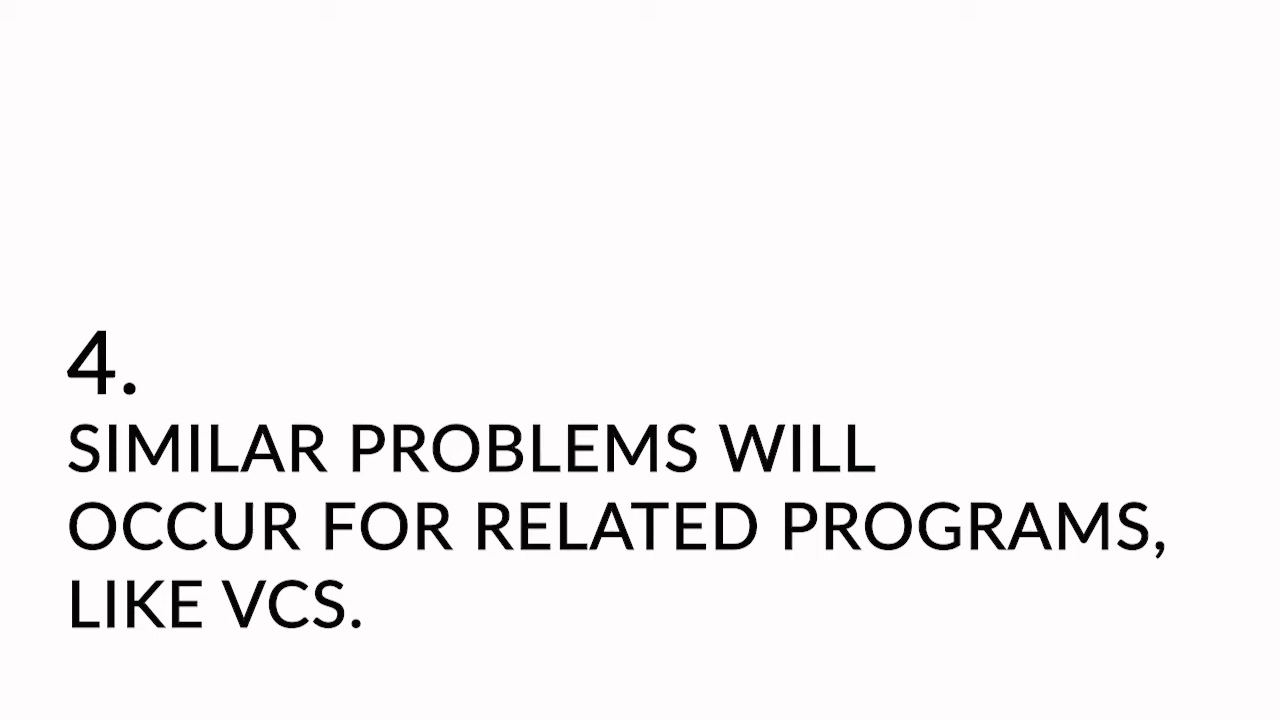 4.
SIMILAR PROBLEMS WILL
OCCUR FOR RELATED PROGRAMS,
LIKE VCS.